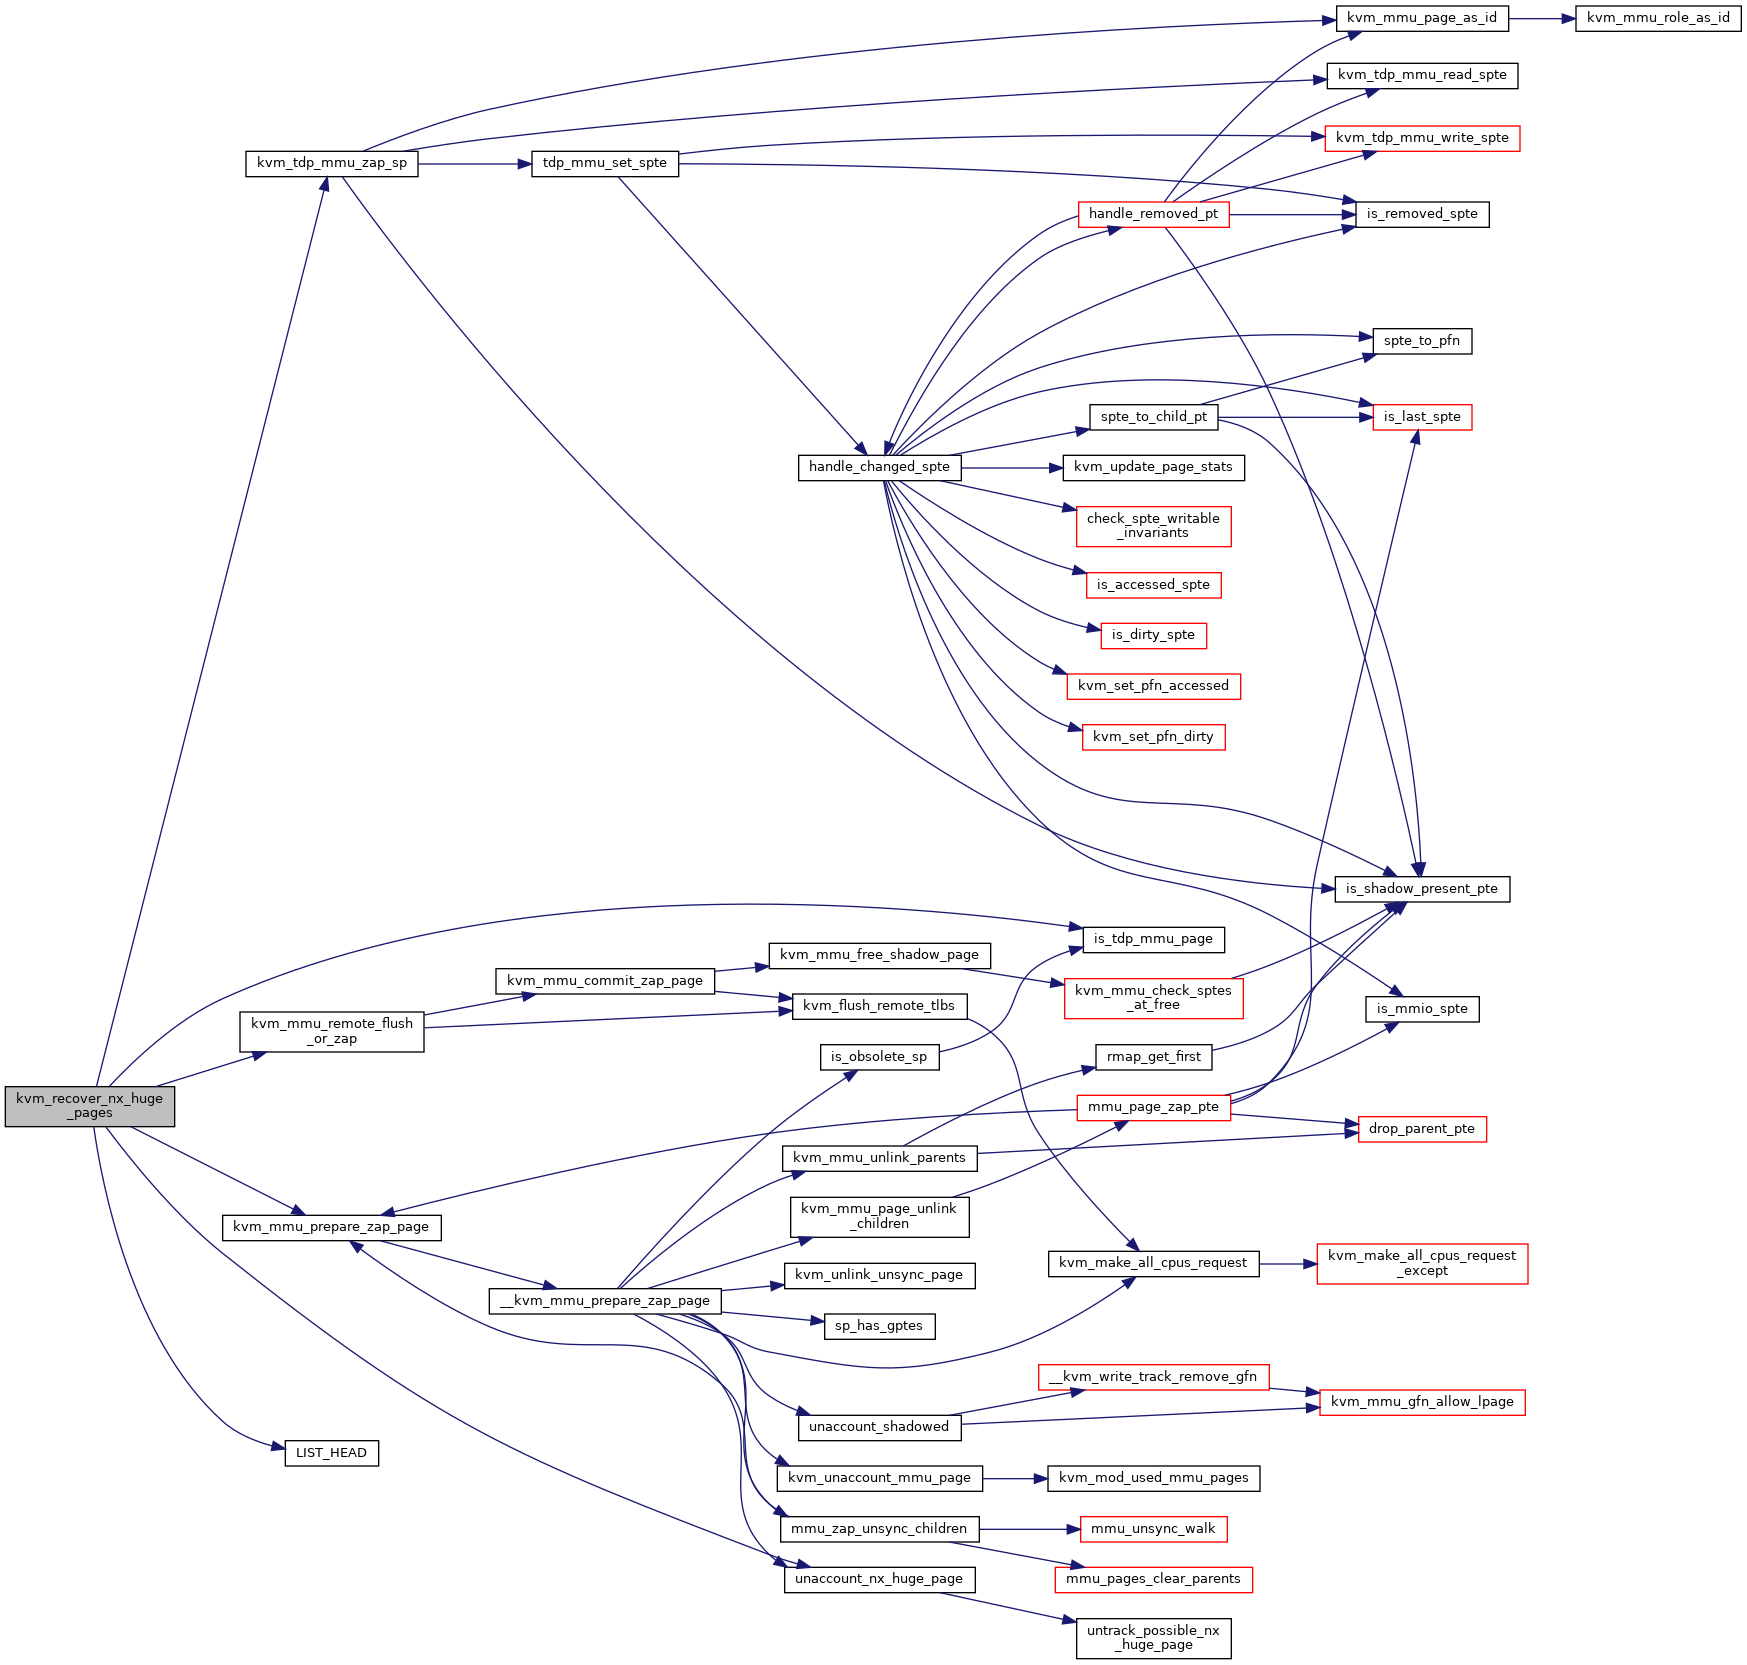 kvm_mmu_page_as_id
kvm_mmu_role_as_id
kvm_tdp_mmu_read_spte
kvm_tdp_mmu_write_spte
kvm_tdp_mmu_zap_sp
tdp_mmu_set_spte
handle_removed_pt
is_removed_spte
spte_to_pfn
spte_to_child_pt
is_last_spte
handle_changed_spte
kvm_update_page_stats
check_spte_writable
_invariants
is_accessed_spte
is_dirty_spte
kvm_set_pfn_accessed
kvm_set_pfn_dirty
is_shadow_present_pte
is_tdp_mmu_page
kvm_mmu_free_shadow_page
kvm_mmu_commit_zap_page
kvm_mmu_check_sptes
_at_free
kvm_flush_remote_tlbs
is_mmio_spte
kvm_mmu_remote_flush
_or_zap
is_obsolete_sp
rmap_get_first
kvm_recover_nx_huge
_pages
mmu_page_zap_pte
drop_parent_pte
kvm_mmu_unlink_parents
kvm_mmu_page_unlink
_children
kvm_mmu_prepare_zap_page
kvm_make_all_cpus_request
kvm_make_all_cpus_request
_except
kvm_unlink_unsync_page
__kvm_mmu_prepare_zap_page
sp_has_gptes
__kvm_write_track_remove_gfn
kvm_mmu_gfn_allow_lpage
unaccount_shadowed
LIST_HEAD
kvm_unaccount_mmu_page
kvm_mod_used_mmu_pages
mmu_zap_unsync_children
mmu_unsync_walk
mmu_pages_clear_parents
unaccount_nx_huge_page
untrack_possible_nx
_huge_page